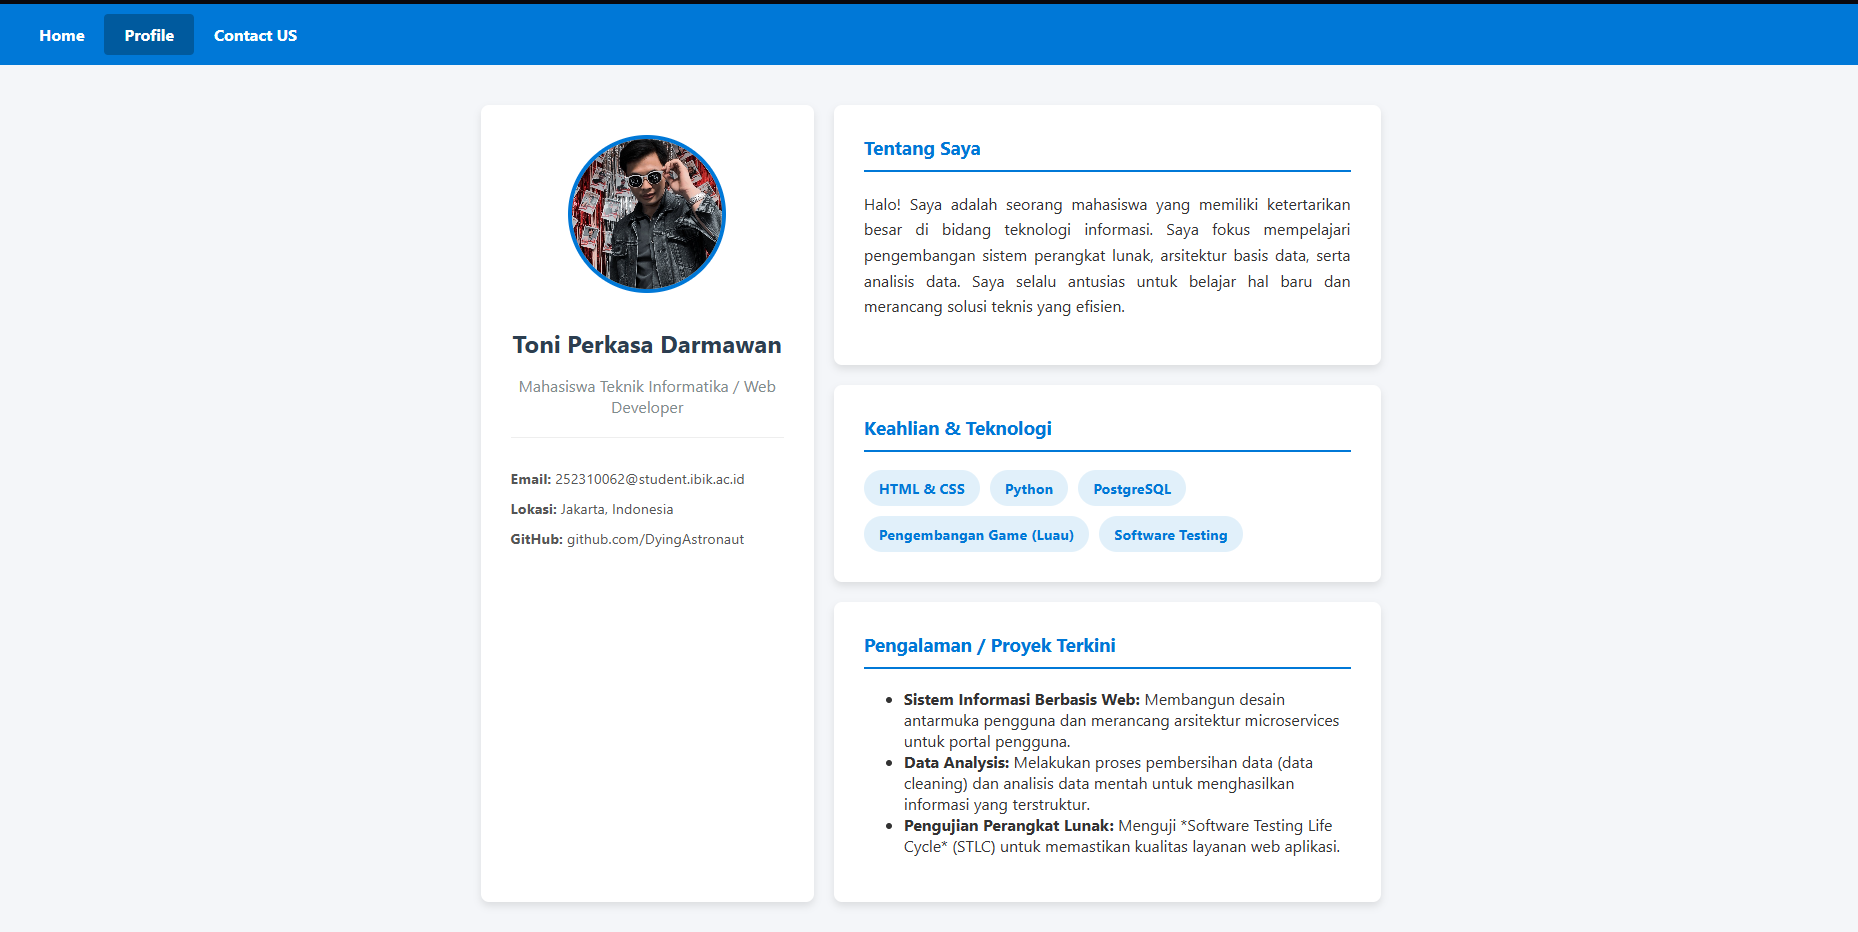 Home Profile Contact US
Toni Perkasa Darmawan
Mahasiswa Teknik Informatika / Web
Developer
Email: 252310062@student.ibik.ac.id
Lokasi: Jakarta, Indonesia
GitHub: github.com/DyingAstronaut
Tentang Saya
Halo! Saya adalah seorang mahasiswa yang memiliki ketertarikan
besar di bidang teknologi informasi. Saya fokus mempelajari
pengembangan sistem perangkat lunak, arsitektur basis data, serta
analisis data. Saya selalu antusias untuk belajar hal baru dan
merancang solusi teknis yang efisien.
Keahlian & Teknologi
HTML & CSS Python PostgreSQL
Pengembangan Game (Luau) Software Testing
Pengalaman / Proyek Terkini
• Sistem Informasi Berbasis Web: Membangun desain
antarmuka pengguna dan merancang arsitektur microservices
untuk portal pengguna.
• Data Analysis: Melakukan proses pembersihan data (data
cleaning) dan analisis data mentah untuk menghasilkan
informasi yang terstruktur.
• Pengujian Perangkat Lunak: Menguji *Software Testing Life
Cycle* (STLC) untuk memastikan kualitas layanan web aplikasi.